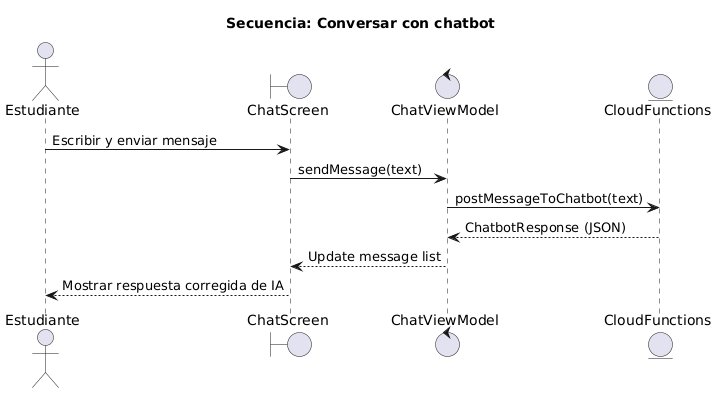 Secuencia: Conversar con chatbot
Estudiante
ChatScreen
ChatViewModel
CloudFunctions
Escribir y enviar mensaje
sendMessage(text)
postMessageToChatbot(text)
ChatbotResponse (JSON)
Update message list
Mostrar respuesta corregida de IA
Estudiante
ChatScreen
ChatViewModel
CloudFunctions